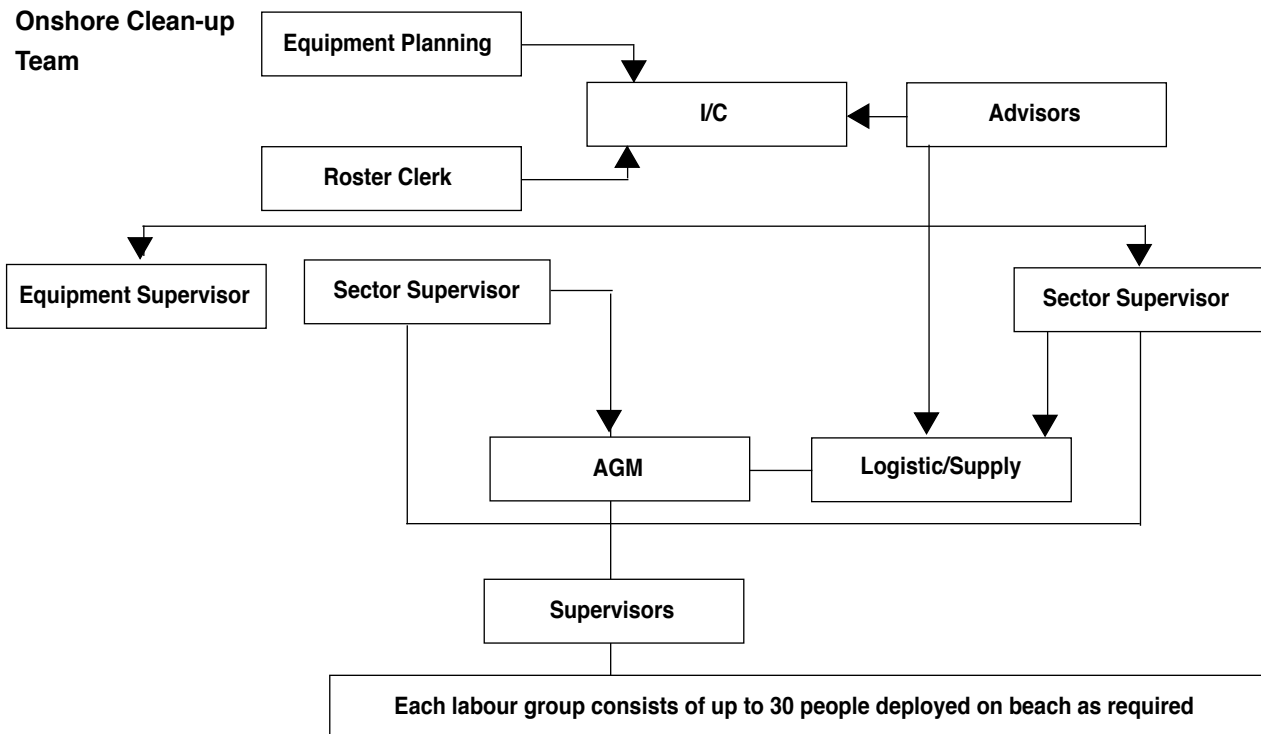 Onshore Clean-up
Team
Equipment Planning
I/C
Advisors
Roster Clerk
Equipment Supervisor
Sector Supervisor
Sector Supervisor
AGM
Logistic/Supply
Supervisors
Each labour group consists of up to 30 people deployed on beach as required